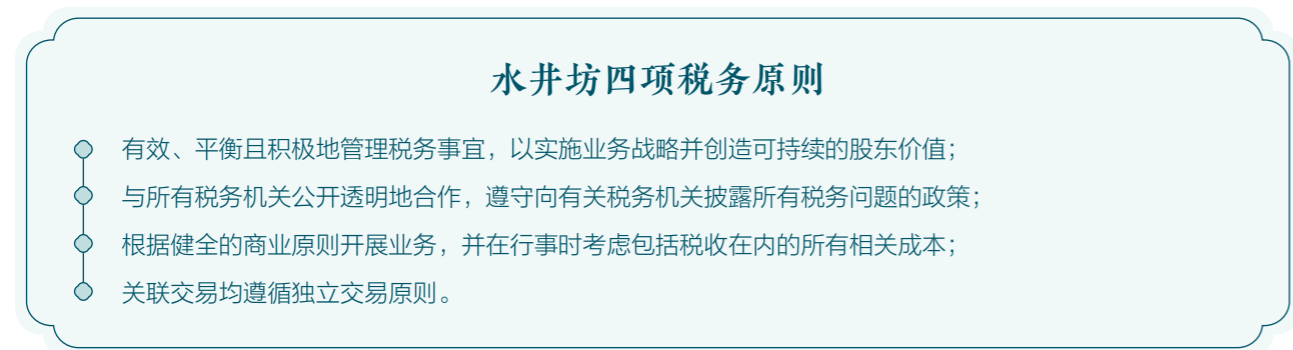 水井坊四项税务原则
有效、平衡且积极地管理税务事宜，以实施业务战略并创造可持续的股东价值；
与所有税务机关公开透明地合作，遵守向有关税务机关披露所有税务问题的政策；
根据健全的商业原则开展业务，并在行事时考虑包括税收在内的所有相关成本；
关联交易均遵循独立交易原则。